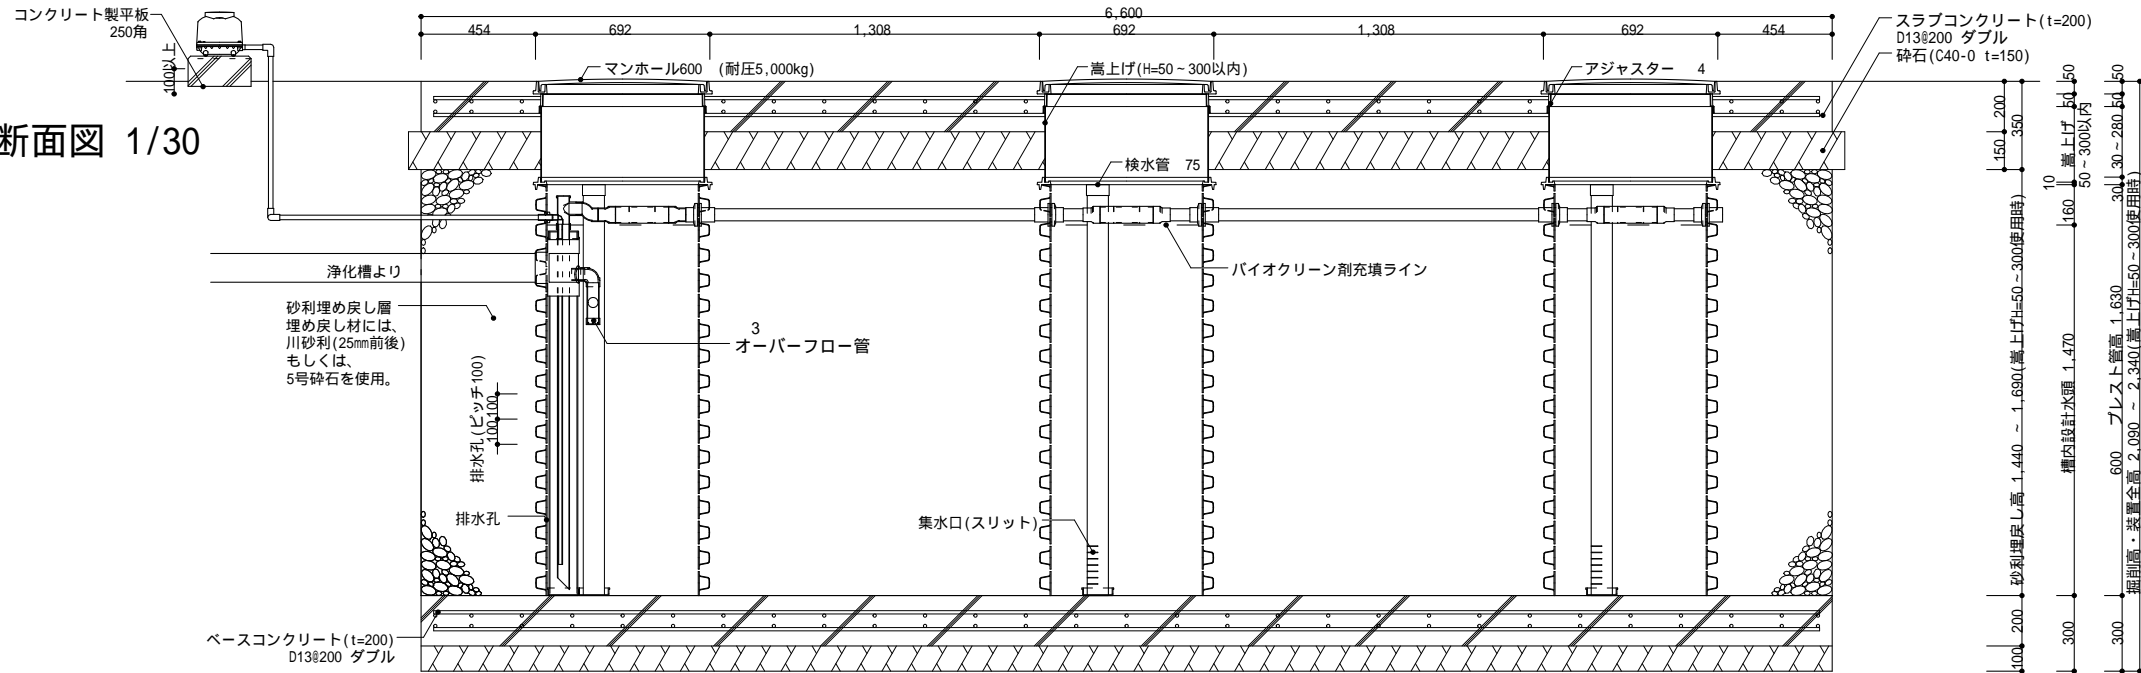 コンクリート製平板
250角
100以上
断面図 1/30
6,600
454
692
1,308
692
1,308
692
454
マンホール600 (耐圧5,000kg)
嵩上げ(H=50~300以内)
アジャスター 4
スラブコンクリート(t=200)
D13@200 ダブル
砕石(C40-0 t=150)
検水管 75
浄化槽より
砂利埋め戻し層
埋め戻し材には、
川砂利(25mm前後)
もしくは、
5号砕石を使用。
3
オーバーフロー管
バイオクリーン剤充填ライン
排水孔(ピッチ100)
100
100
排水孔
集水口(スリット)
ベースコンクリート(t=200)
D13@200 ダブル
200
150
350
砂利埋戻し高 1,440 ~ 1,690(嵩上げH=50~300使用時)
200
100
50
50
嵩上げ
50~300以内
10
160
槽内設計水頭 1,470
300
50
50
30~280
30
600 プレスト管高 1,630
300
掘削高・装置全高 2,090 ~ 2,340(嵩上げH=50~300使用時)